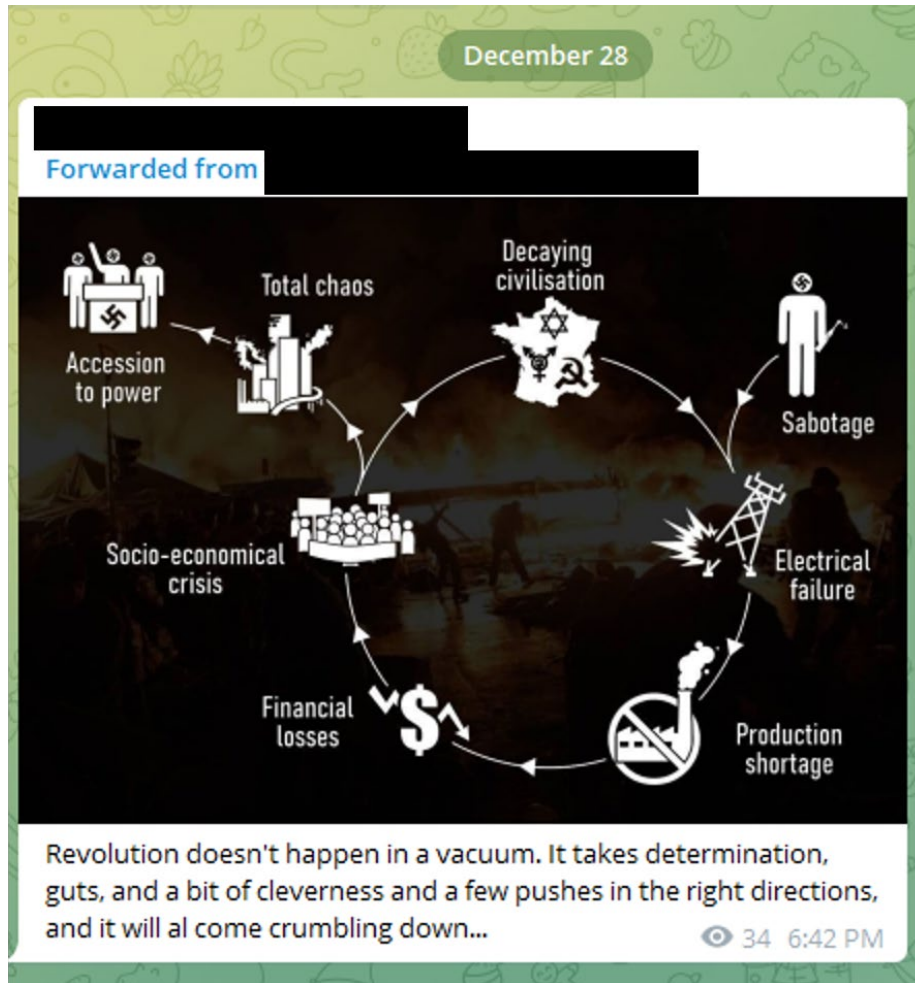 December 28
Forwarded from
Decaying
civilisation
Total chaos
Accession
to power
Sabotage
Socio-economical
crisis
Electrical
failure
Financial
losses
$
Production
shortage
Revolution doesn't happen in a vacuum. It takes determination,
guts, and a bit of cleverness and a few pushes in the right directions,
and it will al come crumbling down...
34 6:42 PM